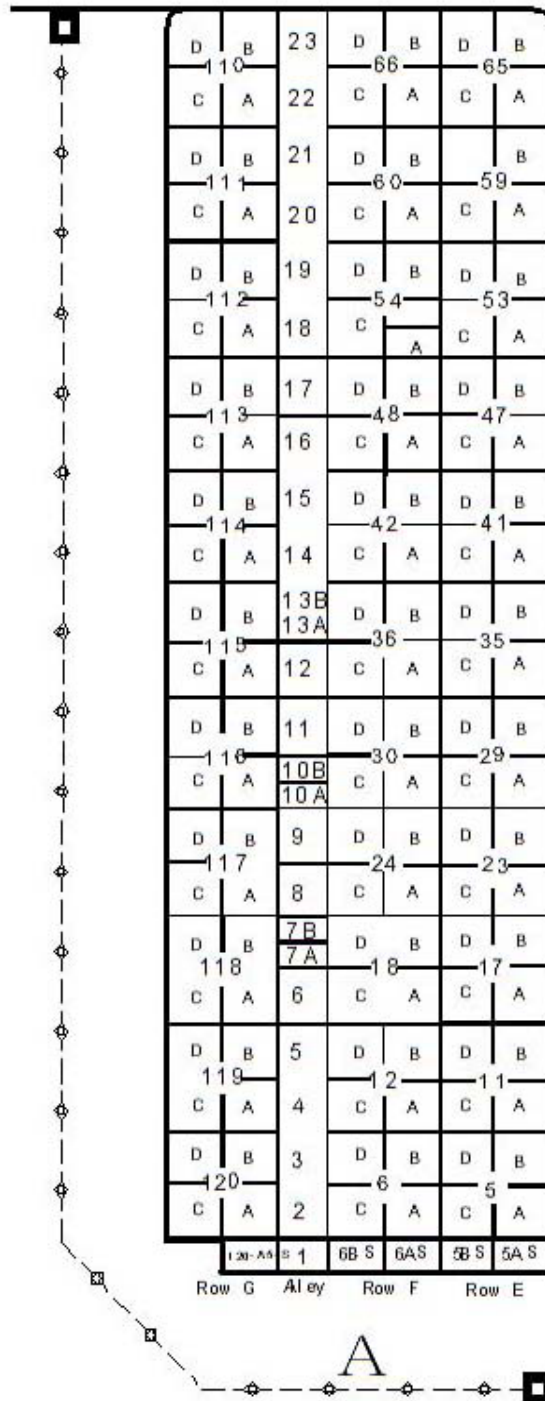 D B 23 D B D B
110 66 65
C A 22 C A C A
D B 21 D B B
111 60 59
C A 20 C A C A
D B 19 D B D B
112 54 53
C A 18 C A C A
D B 17 D B D B
113 48 47
C A 16 C A C A
D B 15 D B D B
114 42 41
C A 14 C A C A
13B
D B 13A D B D B
115 36 35
C A 12 C A C A
D B 11 D B D B
116 30 29
C A 10B C A C A
10A
D B 9 D B D B
117 24 23
C A 8 C A C A
7B
D B 7A D B D B
118 18 17
C A 6 C A C A
D B 5 D B D B
119 12 11
C A 4 C A C A
D B 3 D B D B
120 6 5
C A 2 C A C A
1 6B S 6A S 5B S 5A S
Row G Alley Row F Row E
A